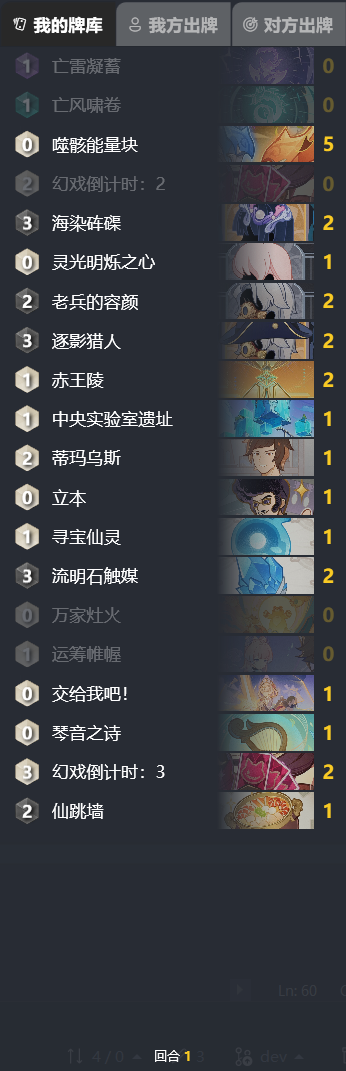 我的牌库 我方出牌 对方出牌
1 亡雷凝蓄 0
1 亡风啸卷 0
0 噬骸能量块 5
2 幻戏倒计时：2 0
3 海染砗磲 2
0 灵光明烁之心 1
2 老兵的容颜 2
3 逐影猎人 2
1 赤王陵 2
1 中央实验室遗址 1
2 蒂玛乌斯 1
0 立本 1
1 寻宝仙灵 1
3 流明石触媒 2
0 万家灶火 0
1 运筹帷幄 0
0 交给我吧！ 1
0 琴音之诗 1
3 幻戏倒计时：3 2
2 仙跳墙 1
Ln: 60
4 / 0 回合 1 3 dev